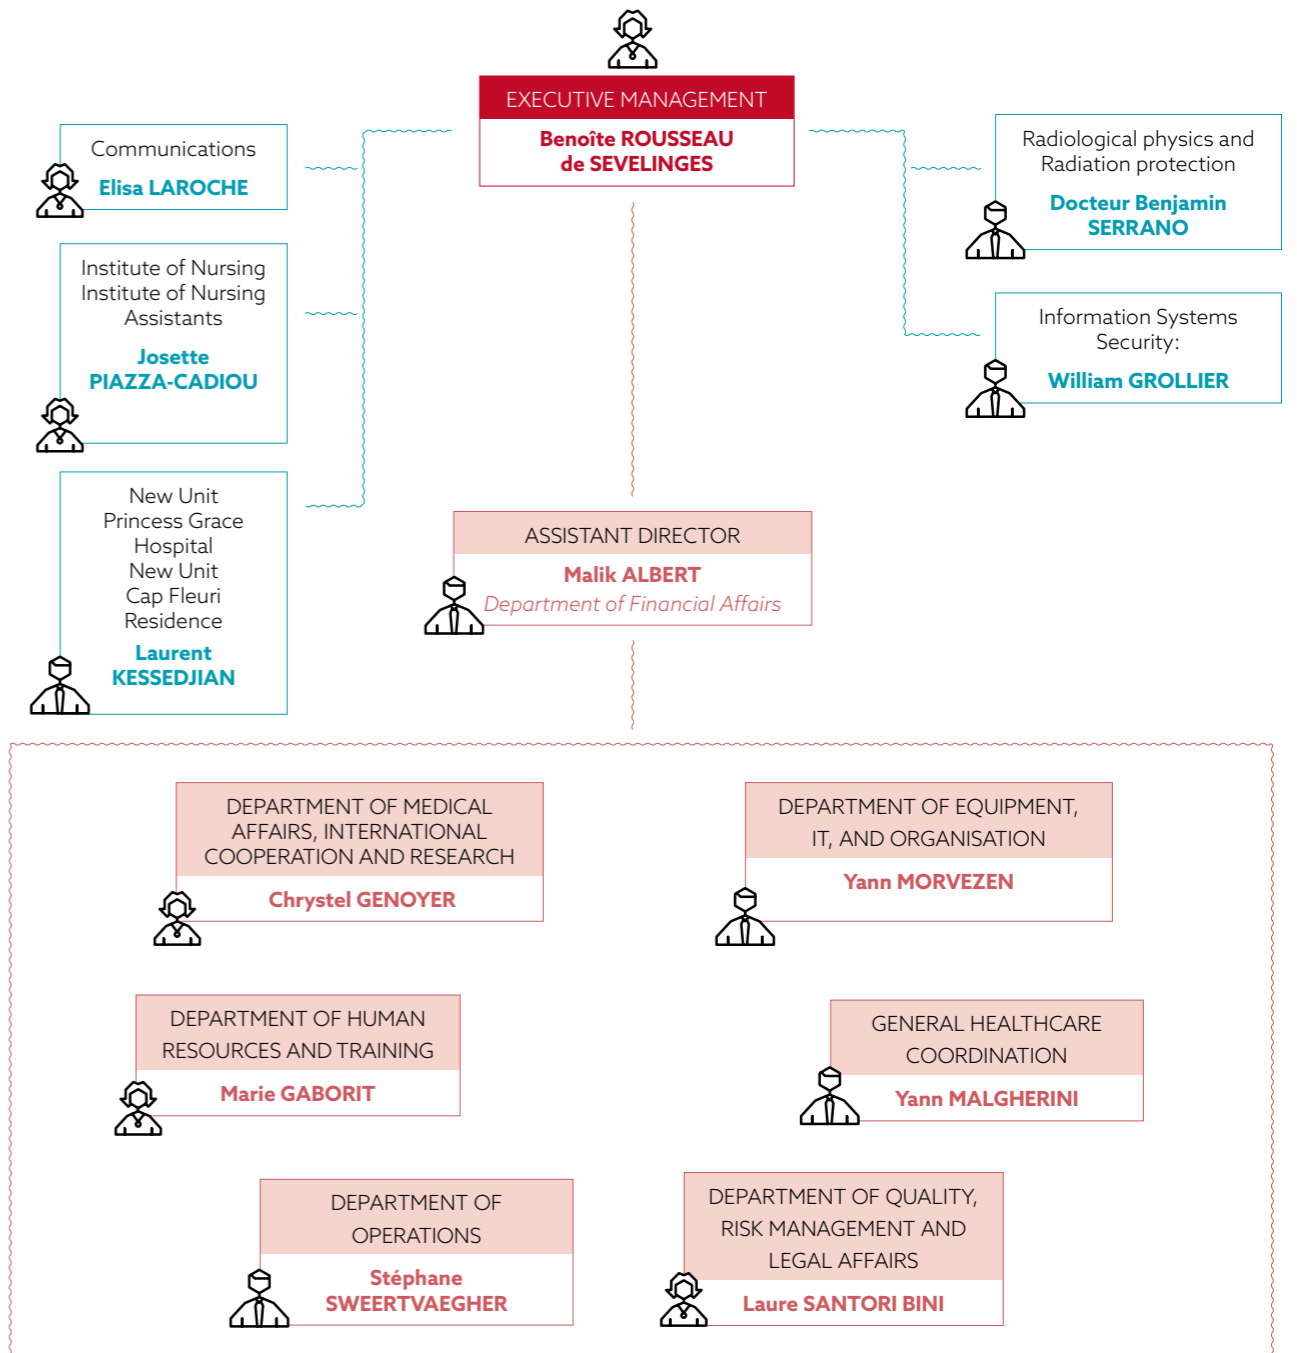 EXECUTIVE MANAGEMENT
Benoîte ROUSSEAU
de SEVELINGES
Communications
Elisa LAROCHE
Institute of Nursing
Institute of Nursing
Assistants
Josette
PIAZZA-CADIOU
New Unit
Princess Grace
Hospital
New Unit
Cap Fleuri
Residence
Laurent
KESSEDJIAN
Radiological physics and
Radiation protection
Docteur Benjamin
SERRANO
Information Systems
Security:
William GROLLIER
ASSISTANT DIRECTOR
Malik ALBERT
Department of Financial Affairs
DEPARTMENT OF MEDICAL
AFFAIRS, INTERNATIONAL
COOPERATION AND RESEARCH
Chrystel GENOYER
DEPARTMENT OF EQUIPMENT,
IT, AND ORGANISATION
Yann MORVEZEN
DEPARTMENT OF HUMAN
RESOURCES AND TRAINING
Marie GABORIT
GENERAL HEALTHCARE
COORDINATION
Yann MALGHERINI
DEPARTMENT OF
OPERATIONS
Stéphane
SWEERTVAEGHER
DEPARTMENT OF QUALITY,
RISK MANAGEMENT AND
LEGAL AFFAIRS
Laure SANTORI BINI